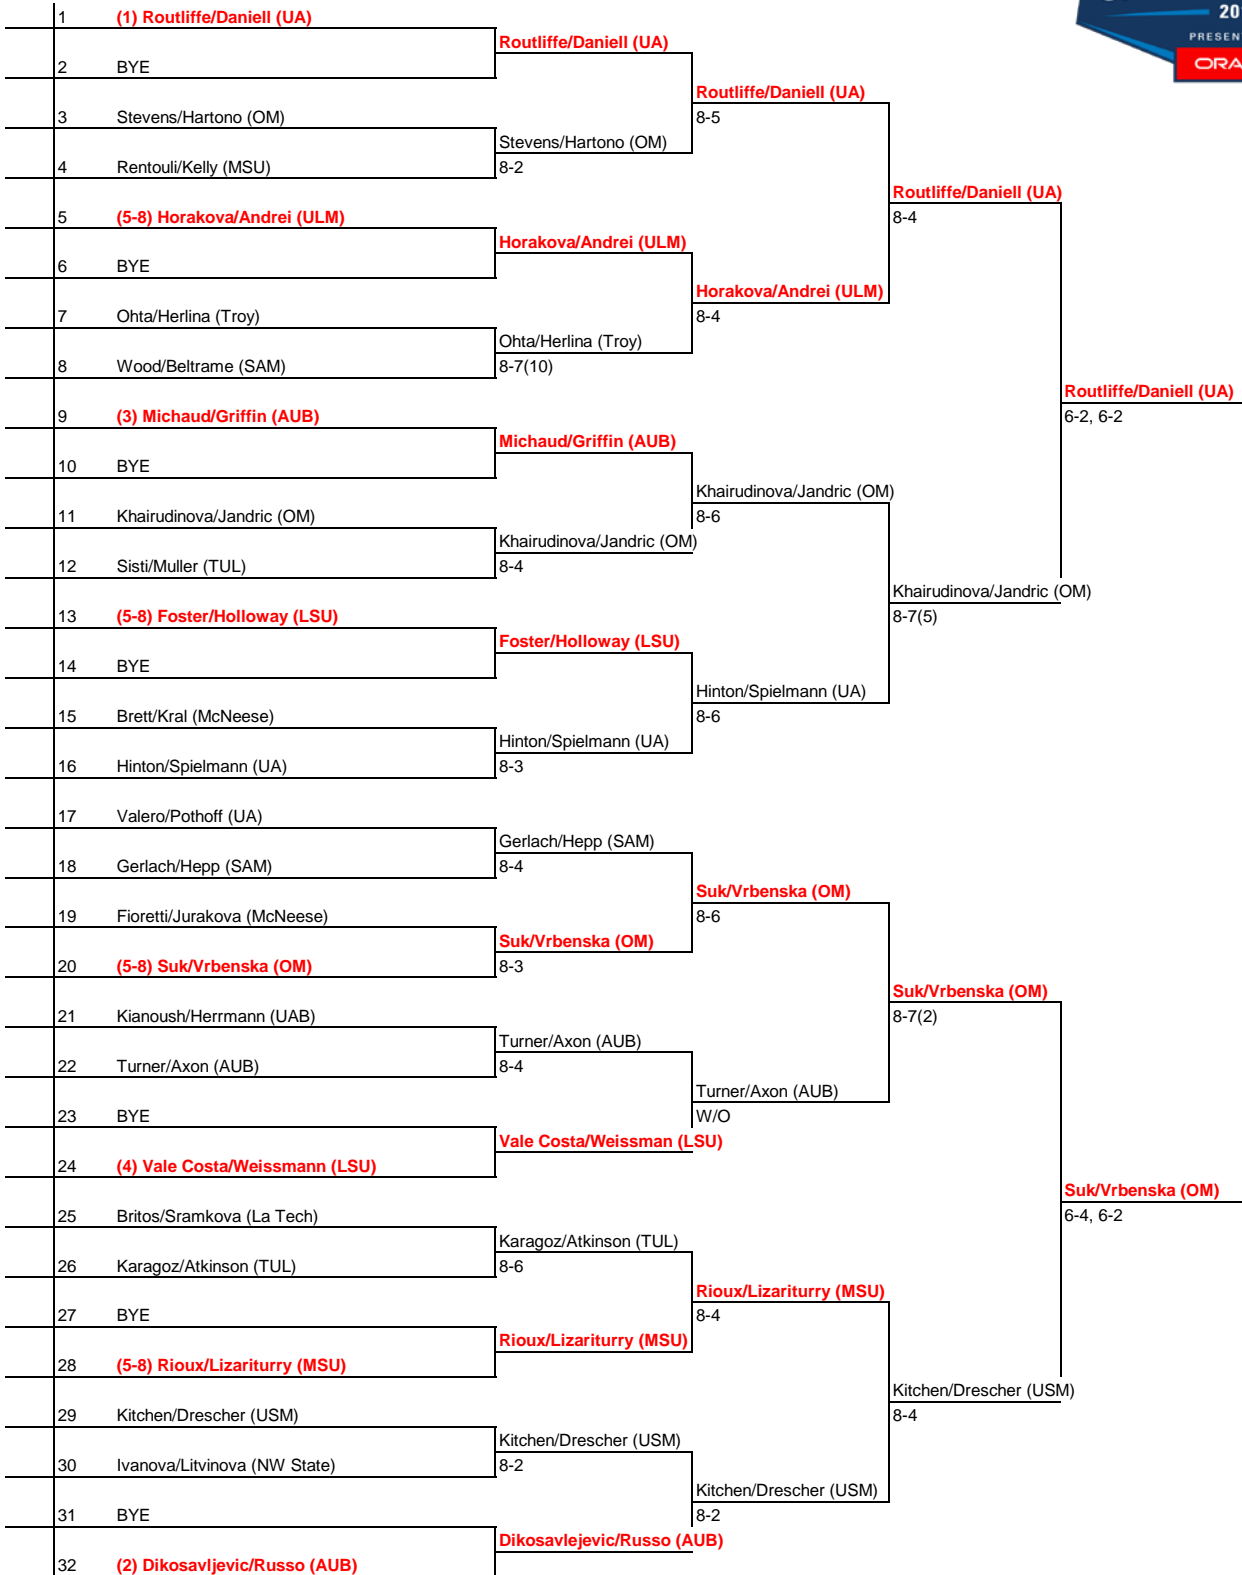 1 (1) Routliffe/Daniell (UA)
201
PRESEN
ORA
Routliffe/Daniell (UA)
2 BYE
Routliffe/Daniell (UA)
3 Stevens/Hartono (OM)
8-5
Stevens/Hartono (OM)
4 Rentouli/Kelly (MSU)
8-2
Routliffe/Daniell (UA)
5 (5-8) Horakova/Andrei (ULM)
8-4
Horakova/Andrei (ULM)
6 BYE
Horakova/Andrei (ULM)
7 Ohta/Herlina (Troy)
8-4
Ohta/Herlina (Troy)
8 Wood/Beltrame (SAM)
8-7(10)
Routliffe/Daniell (UA)
9 (3) Michaud/Griffin (AUB)
6-2, 6-2
Michaud/Griffin (AUB)
10 BYE
Khairudinova/Jandric (OM)
11 Khairudinova/Jandric (OM)
8-6
Khairudinova/Jandric (OM)
12 Sisti/Muller (TUL)
8-4
Khairudinova/Jandric (OM)
13 (5-8) Foster/Holloway (LSU)
8-7(5)
Foster/Holloway (LSU)
14 BYE
Hinton/Spielmann (UA)
15 Brett/Kral (McNeese)
8-6
Hinton/Spielmann (UA)
16 Hinton/Spielmann (UA)
8-3
17 Valero/Pothoff (UA)
Gerlach/Hepp (SAM)
18 Gerlach/Hepp (SAM)
8-4
Suk/Vrbenska (OM)
19 Fioretti/Jurakova (McNeese)
8-6
Suk/Vrbenska (OM)
20 (5-8) Suk/Vrbenska (OM)
8-3
Suk/Vrbenska (OM)
21 Kianoush/Herrmann (UAB)
8-7(2)
Turner/Axon (AUB)
22 Turner/Axon (AUB)
8-4
Turner/Axon (AUB)
23 BYE
W/O
Vale Costa/Weissman (LSU)
24 (4) Vale Costa/Weissmann (LSU)
Suk/Vrbenska (OM)
25 Britos/Sramkova (La Tech)
6-4, 6-2
Karagoz/Atkinson (TUL)
26 Karagoz/Atkinson (TUL)
8-6
Rioux/Lizariturry (MSU)
27 BYE
8-4
Rioux/Lizariturry (MSU)
28 (5-8) Rioux/Lizariturry (MSU)
Kitchen/Drescher (USM)
29 Kitchen/Drescher (USM)
8-4
Kitchen/Drescher (USM)
30 Ivanova/Litvinova (NW State)
8-2
Kitchen/Drescher (USM)
31 BYE
8-2
Dikosavlejevic/Russo (AUB)
32 (2) Dikosavljevic/Russo (AUB)